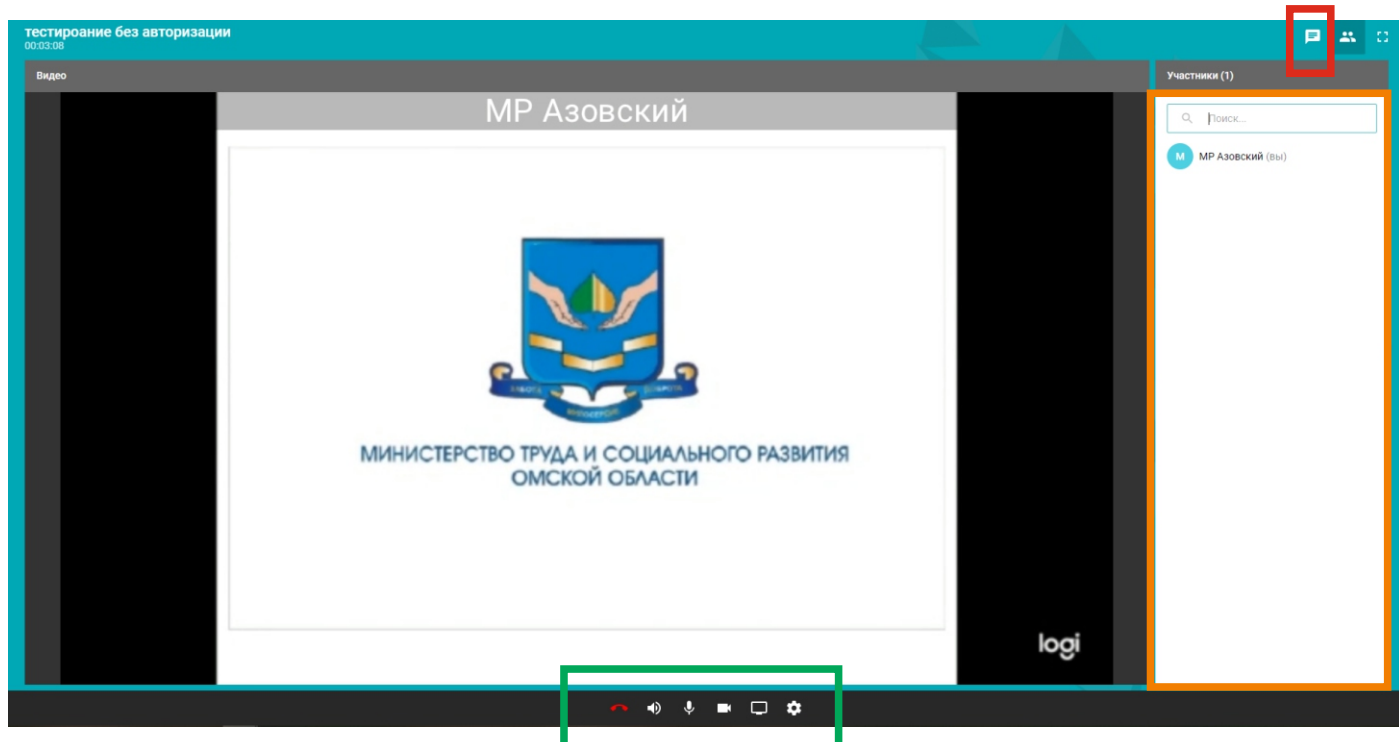 тестироание без авторизации
00:03:08
Видео
Участники (1)
МР Азовский
Поиск...
М МР Азовский (вы)
МИНИСТЕРСТВО ТРУДА И СОЦИАЛЬНОГО РАЗВИТИЯ
ОМСКОЙ ОБЛАСТИ
logi